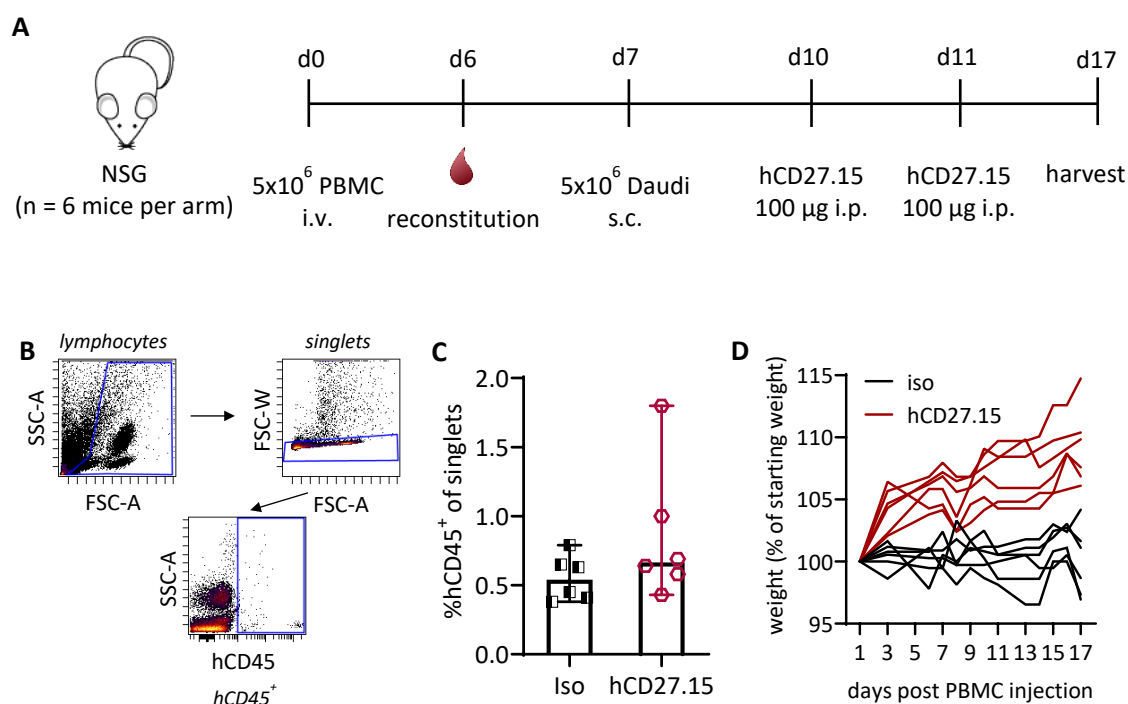 A
d0 d6 d7 d10 d11 d17
NSG
(n = 6 mice per arm)
5x10⁶ PBMC
i.v.
reconstitution
5x10⁶ Daudi
s.c.
hCD27.15
100 µg i.p.
hCD27.15
100 µg i.p.
harvest
B
lymphocytes
SSC-A
FSC-A
singlets
FSC-W
FSC-A
SSC-A
hCD45
hCD45⁺
C
%hCD45⁺ of singlets
2.0
1.5
1.0
0.5
0.0
Iso hCD27.15
D
weight (% of starting weight)
115
110
105
100
95
iso
hCD27.15
1 3 5 7 9 11 13 15 17
days post PBMC injection